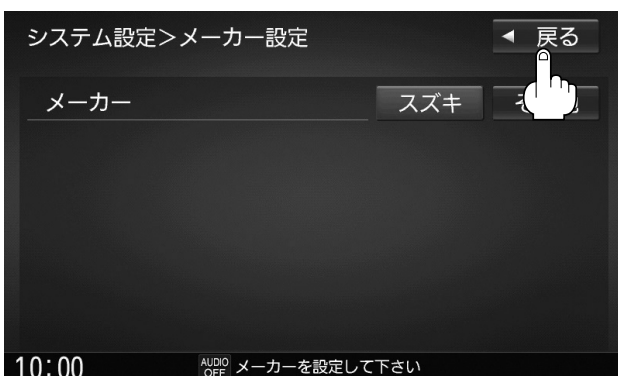 システム設定＞メーカー設定
◀ 戻る
メーカー
スズキ
10:00
AUDIO OFF
メーカーを設定して下さい